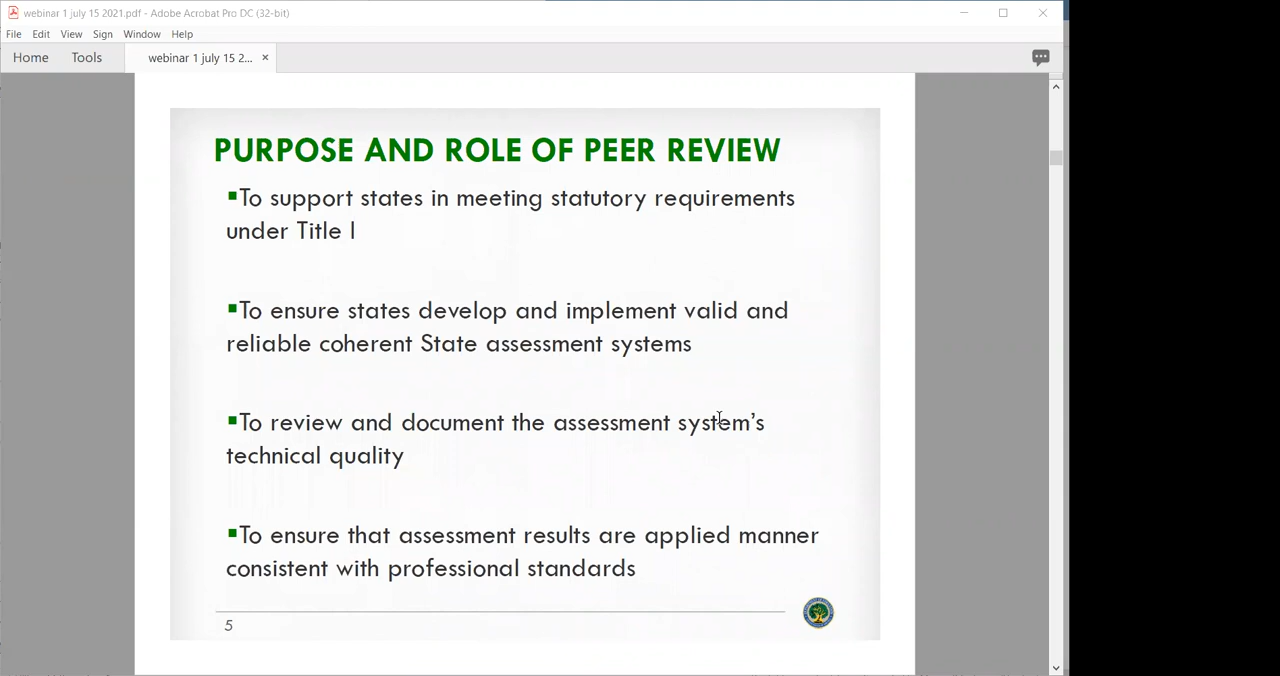 webinar 1 july 15 2021.pdf - Adobe Acrobat Pro DC (32-bit)
File Edit View Sign Window Help
Home Tools webinar 1 july 15 2... ×
PURPOSE AND ROLE OF PEER REVIEW
▪To support states in meeting statutory requirements
under Title I
▪To ensure states develop and implement valid and
reliable coherent State assessment systems
▪To review and document the assessment system’s
technical quality
▪To ensure that assessment results are applied manner
consistent with professional standards
5